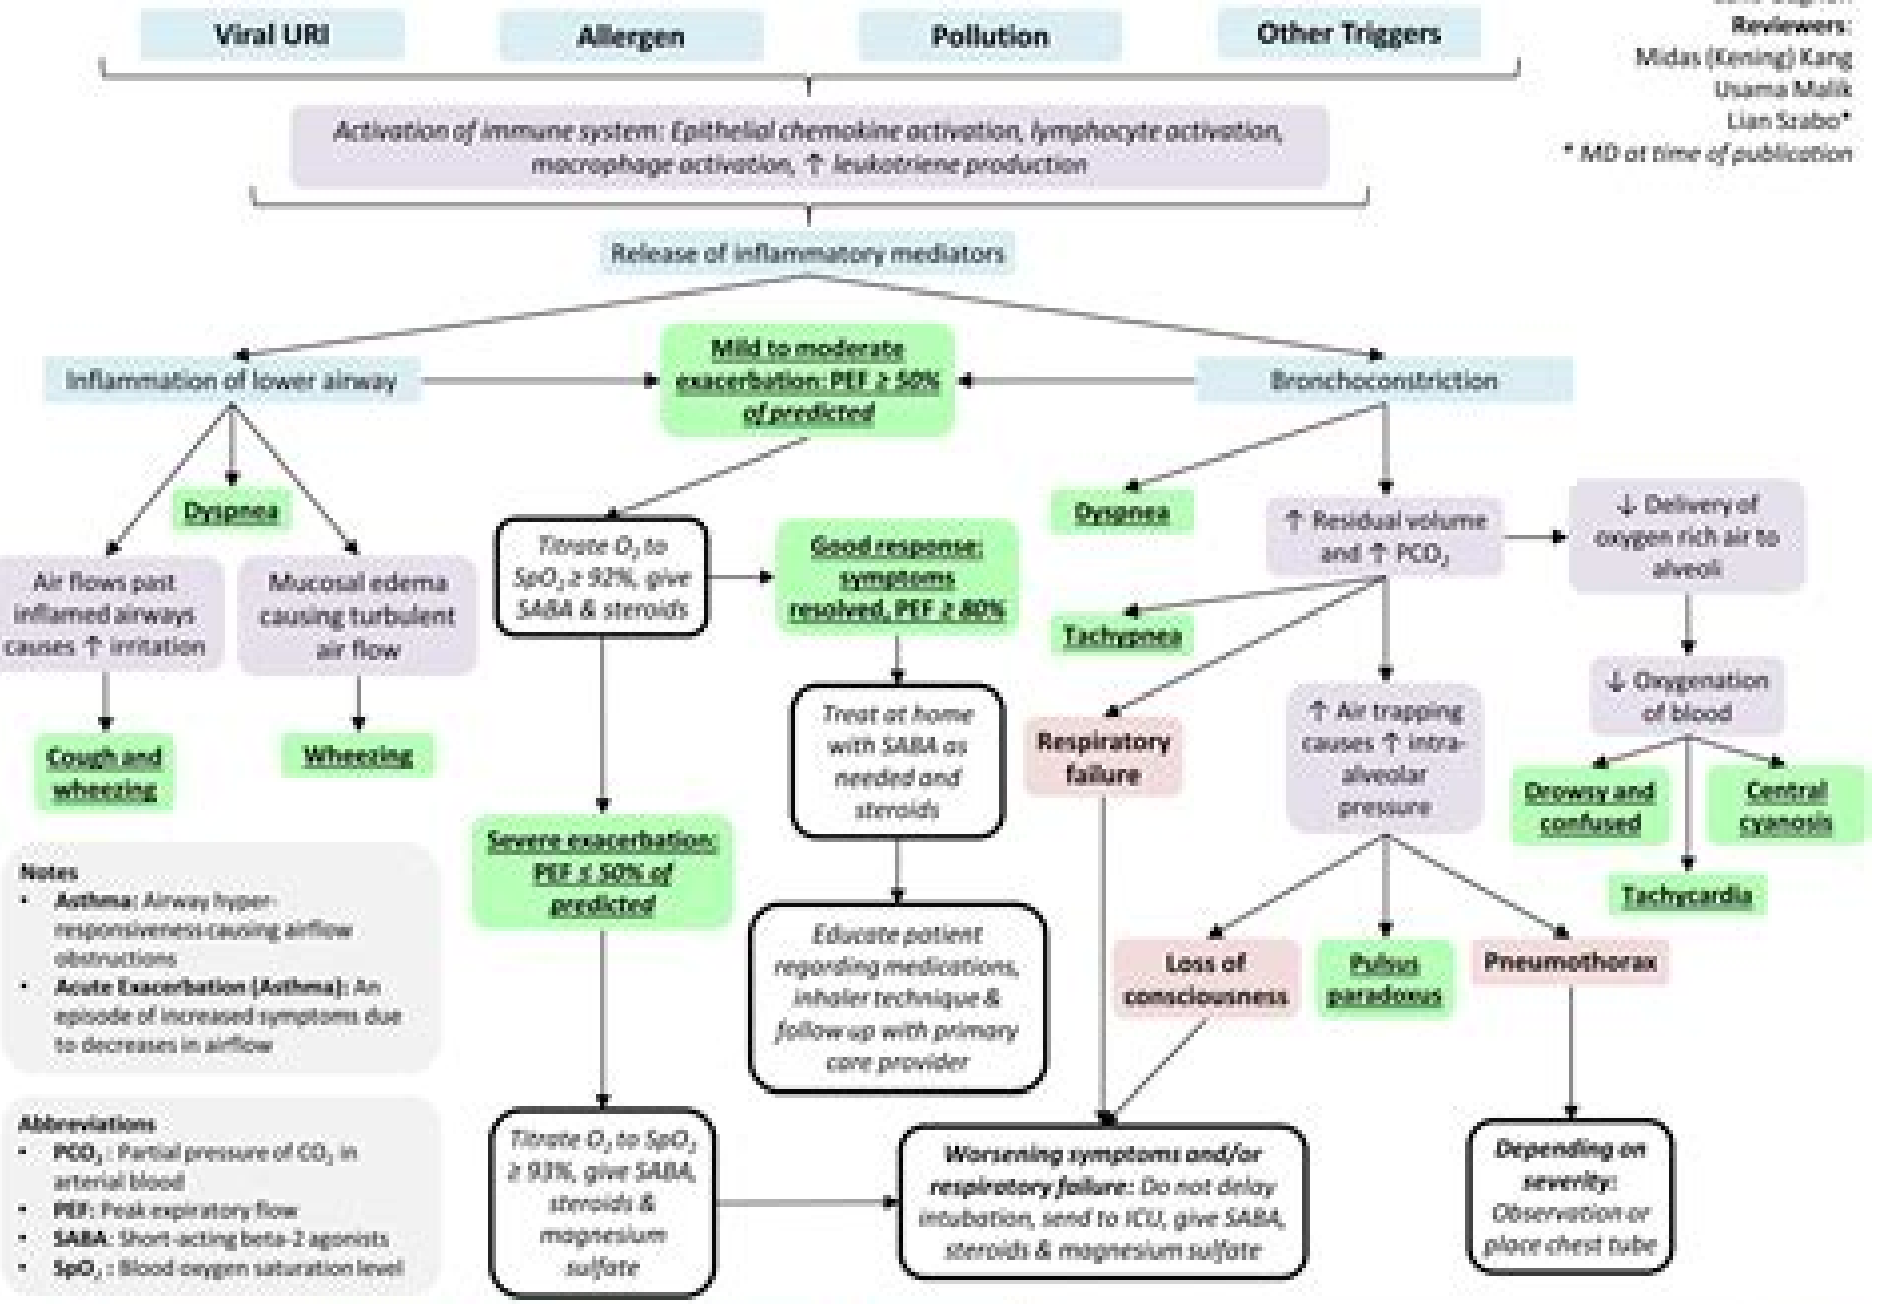 Viral URI
Allergen
Pollution
Other Triggers
Reviewers:
Midas (Kening) Kang
Usama Malik
Lian Szabo*
* MD at time of publication
Activation of immune system: Epithelial chemokine activation, lymphocyte activation,
macrophage activation, ↑ leukotriene production
Release of inflammatory mediators
Inflammation of lower airway
Mild to moderate
exacerbation: PEF ≥ 50%
of predicted
Bronchoconstriction
Dyspnea
Air flows past
inflamed airways
causes ↑ irritation
Mucosal edema
causing turbulent
air flow
Cough and
wheezing
Wheezing
Titrate O₂ to
SpO₂ ≥ 92%, give
SABA & steroids
Good response:
symptoms
resolved, PEF ≥ 80%
Treat at home
with SABA as
needed and
steroids
Educate patient
regarding medications,
inhaler technique &
follow up with primary
care provider
Severe exacerbation:
PEF ≤ 50% of
predicted
Titrate O₂ to SpO₂
≥ 93%, give SABA,
steroids &
magnesium
sulfate
Dyspnea
↑ Residual volume
and ↑ PCO₂
↓ Delivery of
oxygen rich air to
alveoli
Tachypnea
Respiratory
failure
↑ Air trapping
causes ↑ intra-
alveolar
pressure
↓ Oxygenation
of blood
Drowsy and
confused
Central
cyanosis
Tachycardia
Loss of
consciousness
Pulsus
paradoxus
Pneumothorax
Worsening symptoms and/or
respiratory failure: Do not delay
intubation, send to ICU, give SABA,
steroids & magnesium sulfate
Depending on
severity:
Observation or
place chest tube
Notes
• Asthma: Airway hyper-
responsiveness causing airflow
obstructions
• Acute Exacerbation (Asthma): An
episode of increased symptoms due
to decreases in airflow
Abbreviations
• PCO₂ : Partial pressure of CO₂ in
arterial blood
• PEF: Peak expiratory flow
• SABA: Short-acting beta-2 agonists
• SpO₂ : Blood oxygen saturation level